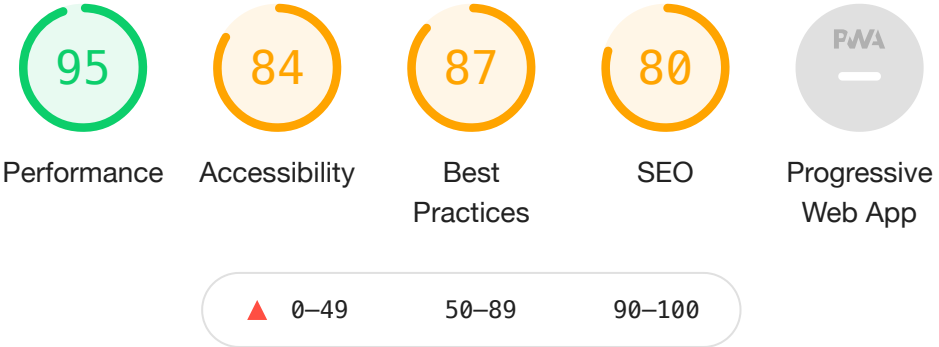 95 84 87 80 PWA
Performance Accessibility Best Practices SEO Progressive Web App
0–49 50–89 90–100